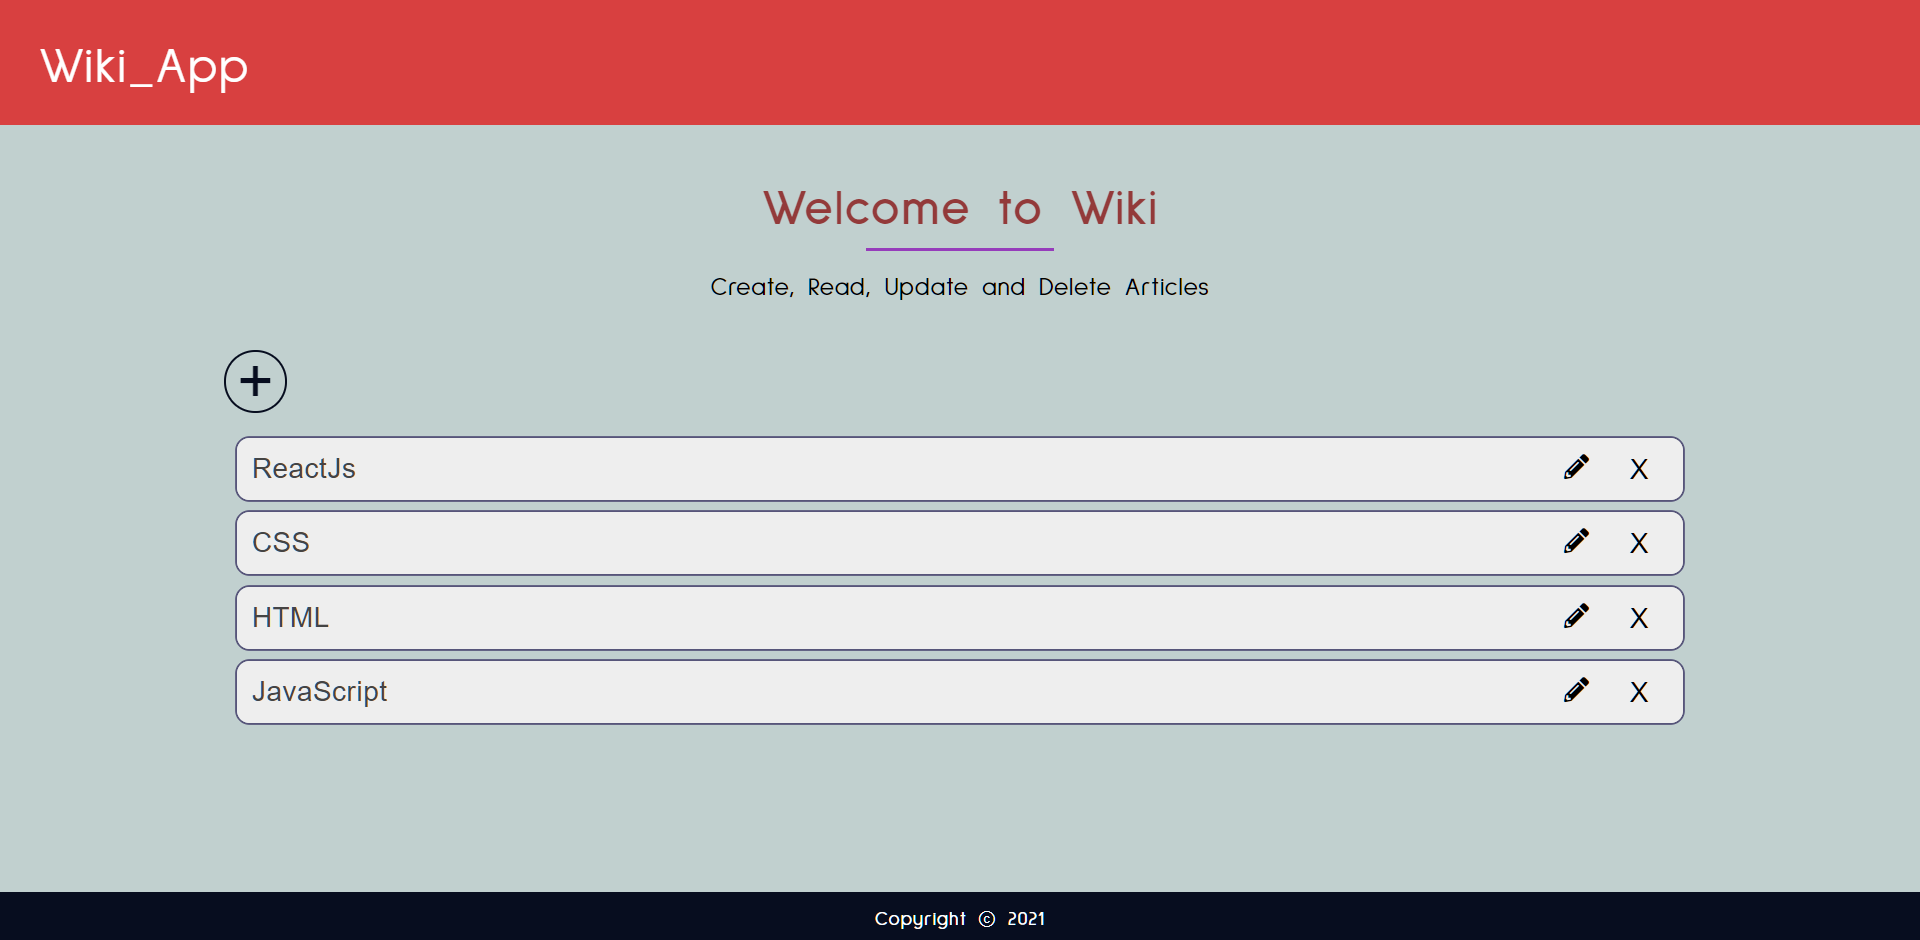 Wiki_App
Welcome to Wiki
Create, Read, Update and Delete Articles
+
ReactJs X
CSS X
HTML X
JavaScript X
Copyright © 2021